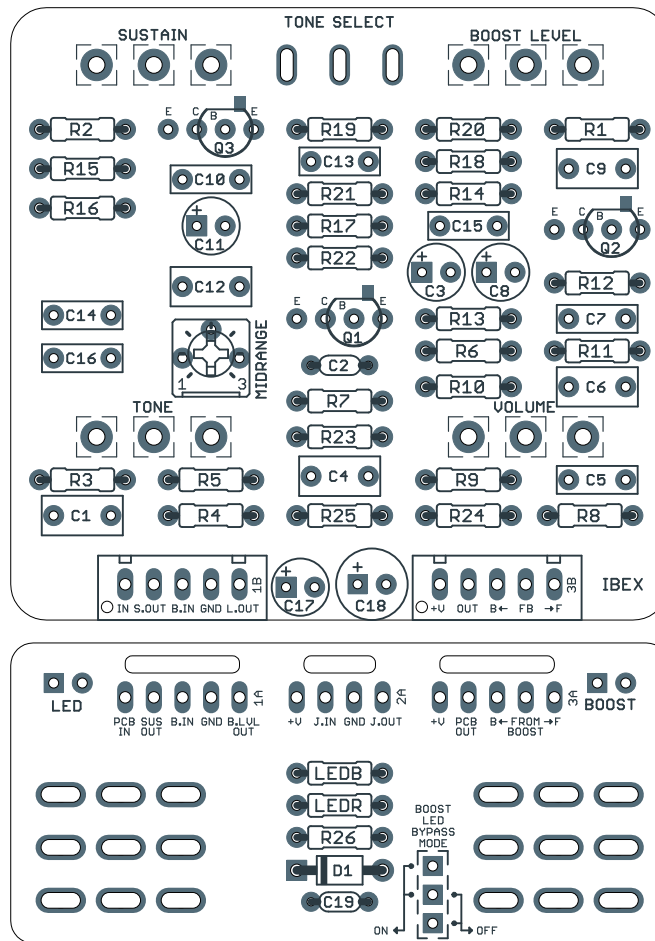 SUSTAIN TONE SELECT BOOST LEVEL
R2 E C B E Q3 R19 R20 R1
R15 C10 C13 R18 C9
R16 R21 R14
C11 R17 C15 E C B E Q2
R22 C3 C8
C12 R12
C14 E C B E Q1 R13 C7
C16 1 3 MIDRANGE C2 R6 R11
R7 R10 C6
TONE VOLUME
R23
R3 R5 C4 R9 C5
C1 R4 R25 R24 R8
IBEX
C17 C18
IN S.OUT B.IN GND L.OUT 1B
+V OUT B← FB →F 3B
LED BOOST
PCB IN SUS OUT B.IN GND B.LVL OUT 1A
+V J.IN GND J.OUT 2A
+V PCB OUT B← FROM BOOST →F 3A
LEDB
LEDR
R26
D1
C19
BOOST
LED
BYPASS
MODE
ON OFF